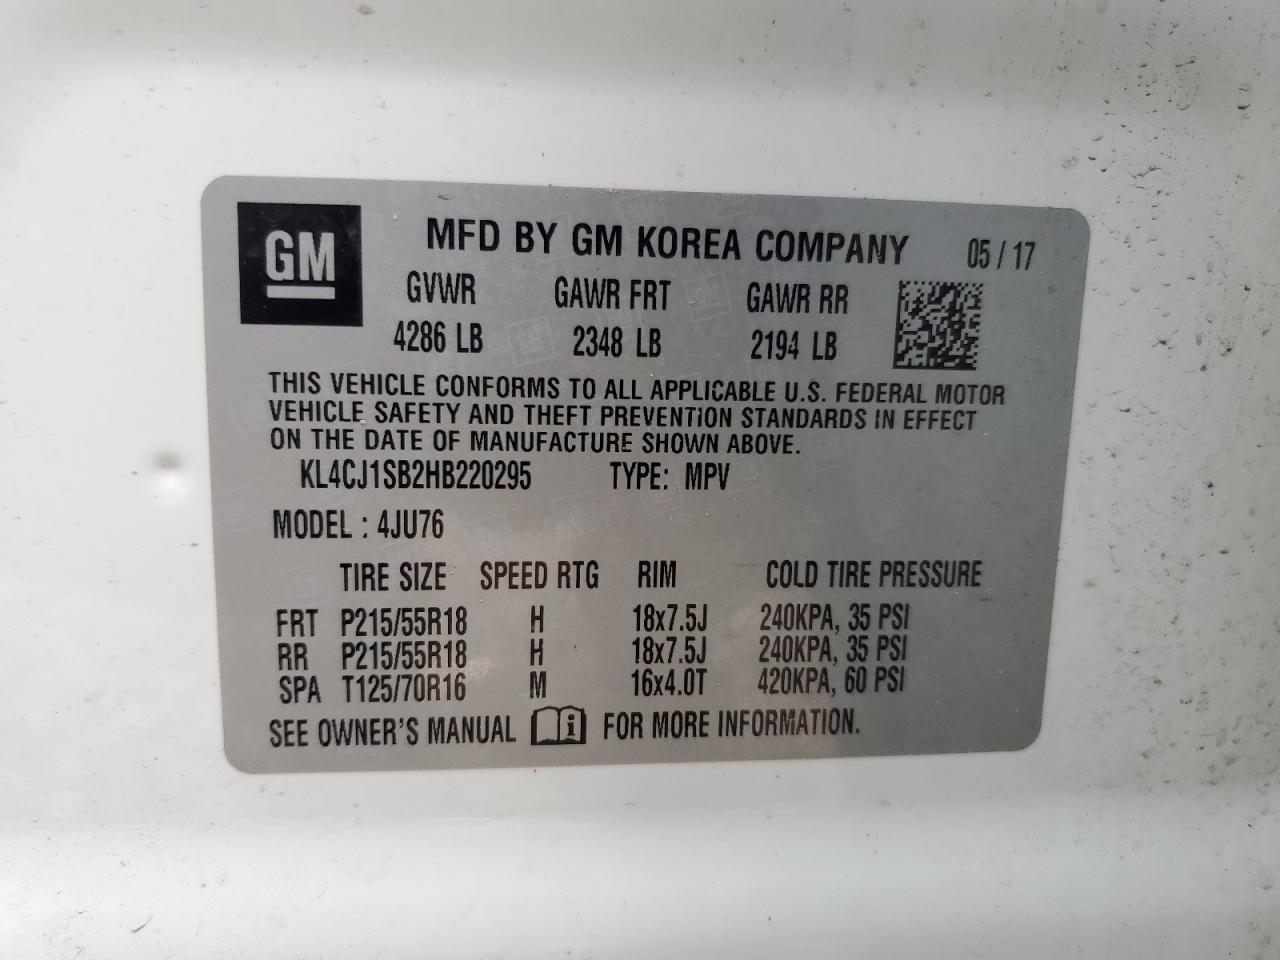 GM MFD BY GM KOREA COMPANY 05 / 17
GVWR GAWR FRT GAWR RR
4286 LB 2348 LB 2194 LB
THIS VEHICLE CONFORMS TO ALL APPLICABLE U.S. FEDERAL MOTOR
VEHICLE SAFETY AND THEFT PREVENTION STANDARDS IN EFFECT
ON THE DATE OF MANUFACTURE SHOWN ABOVE.
KL4CJ1SB2HB220295 TYPE: MPV
MODEL : 4JU76
TIRE SIZE SPEED RTG RIM COLD TIRE PRESSURE
FRT P215/55R18 H 18x7.5J 240KPA, 35 PSI
RR P215/55R18 H 18x7.5J 240KPA, 35 PSI
SPA T125/70R16 M 16x4.0T 420KPA, 60 PSI
SEE OWNER'S MANUAL i FOR MORE INFORMATION.